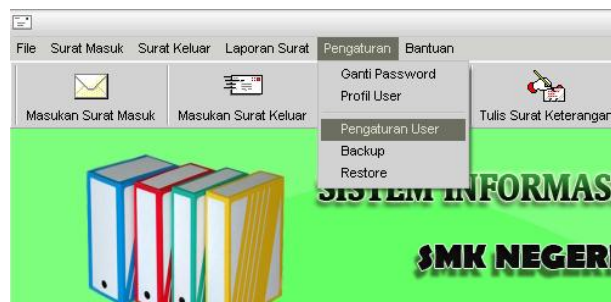 File Surat Masuk Surat Keluar Laporan Surat Pengaturan Bantuan
Ganti Password
Profil User
Pengaturan User
Backup
Restore
Masukan Surat Masuk Masukan Surat Keluar Tulis Surat Keterangan
SISTEM INFORMAS
SMK NEGERI